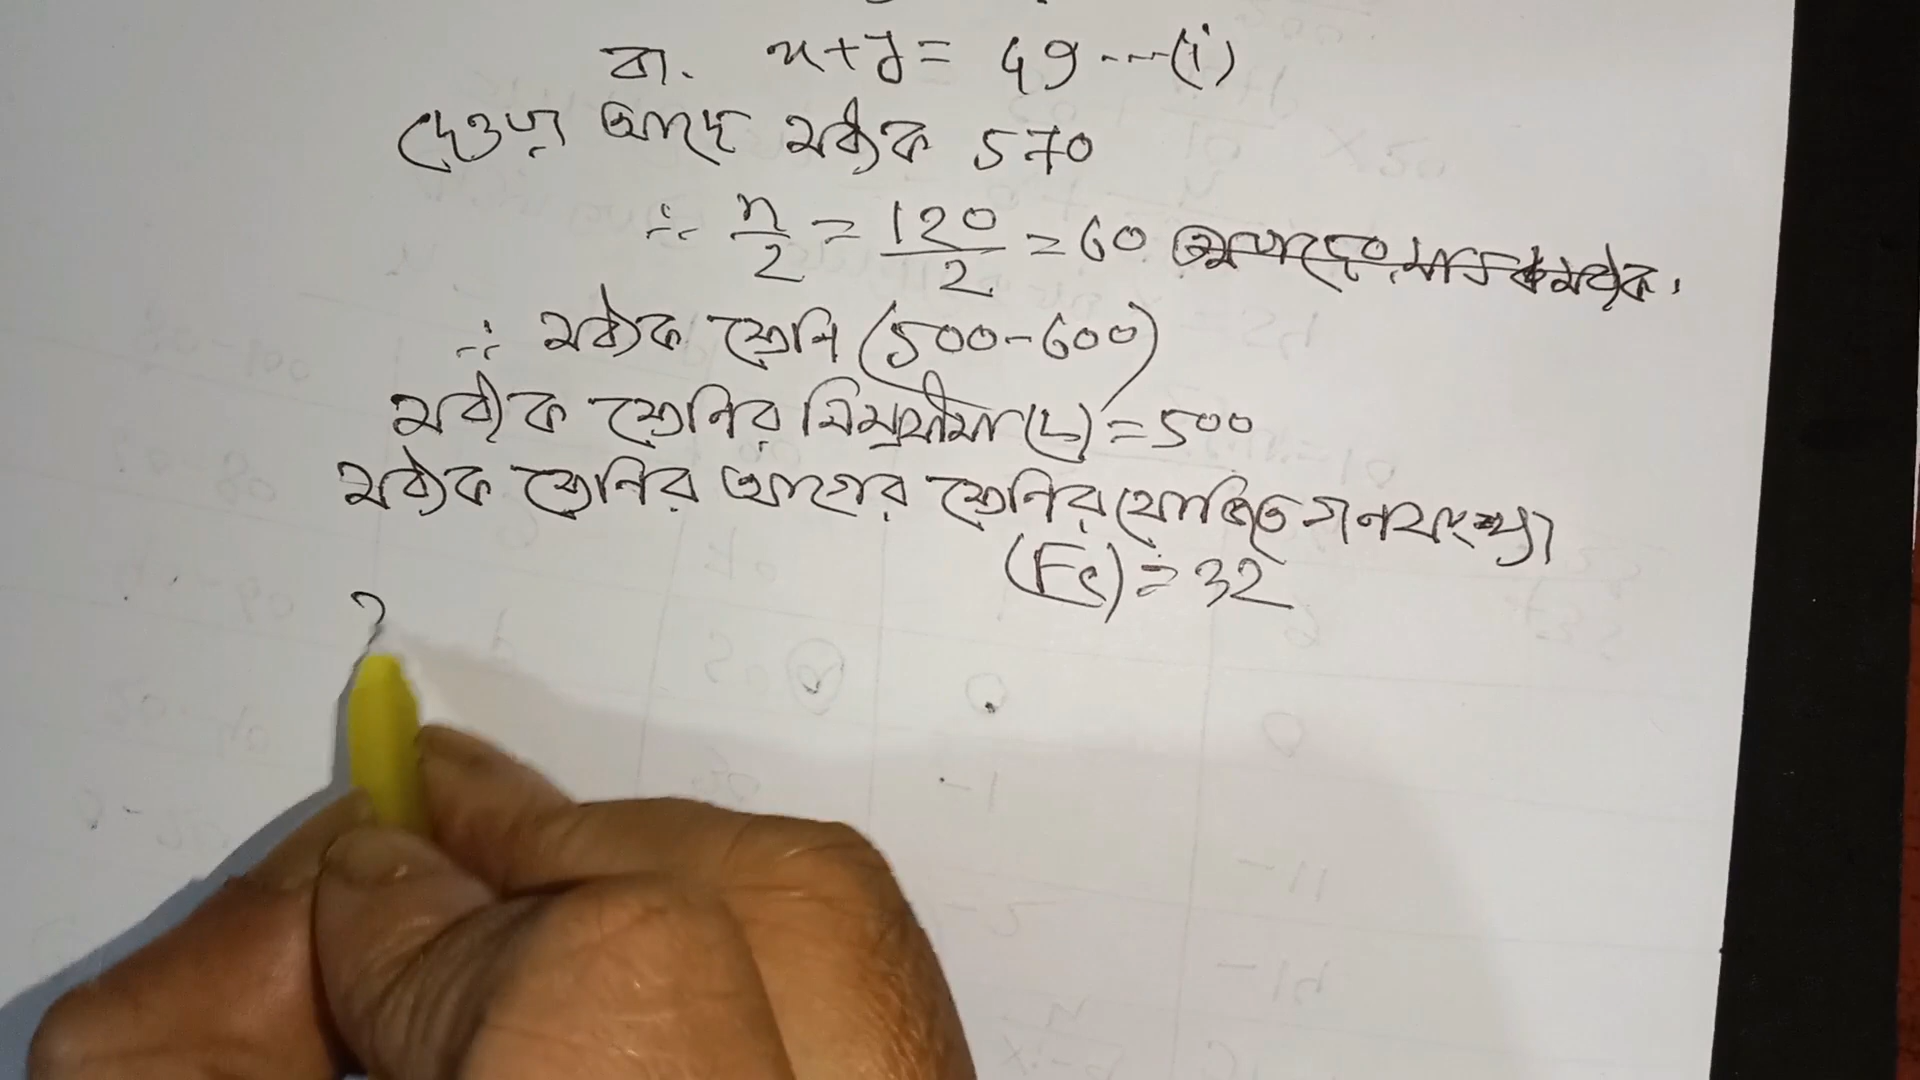 বা. x+y = 49 ---(i)
দেওয়া আছে মধ্যক 570
∴ n/2 = 120/2 = 60
∴ মধ্যক শ্রেণি (500-600)
মধ্যক শ্রেণির নিম্নসীমা (L) = 500
মধ্যক শ্রেণির আগের শ্রেণির যোজিত গনসংখ্যা
(Fc) = 32